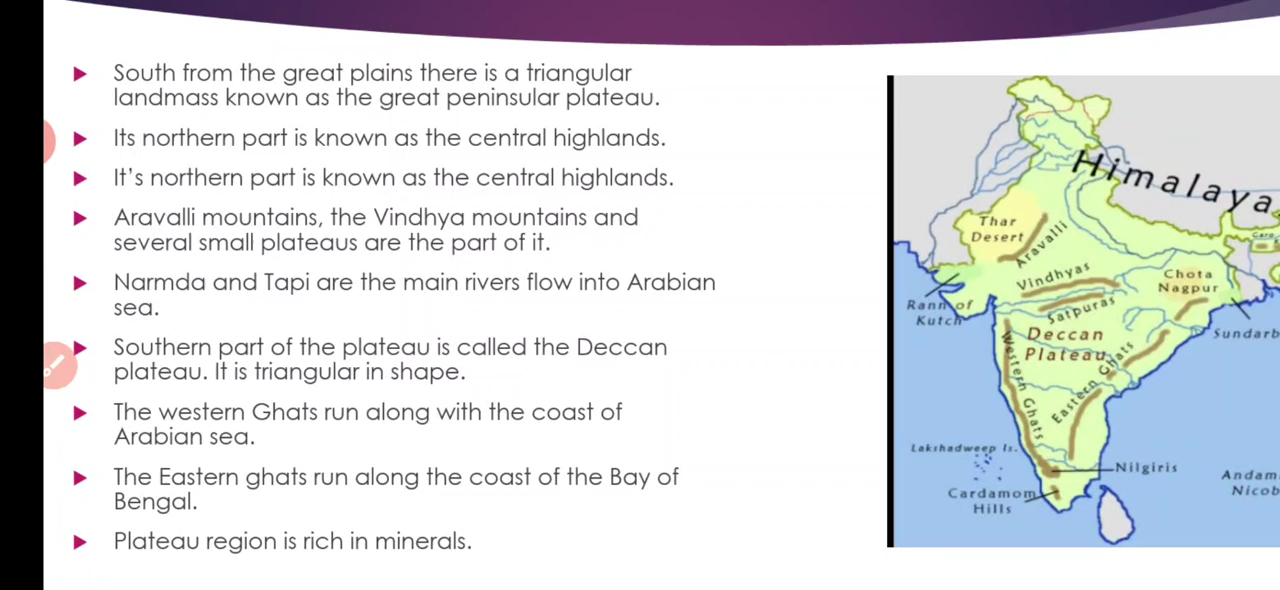 South from the great plains there is a triangular
landmass known as the great peninsular plateau.
Its northern part is known as the central highlands.
It's northern part is known as the central highlands.
Aravalli mountains, the Vindhya mountains and
several small plateaus are the part of it.
Narmda and Tapi are the main rivers flow into Arabian
sea.
Southern part of the plateau is called the Deccan
plateau. It is triangular in shape.
The western Ghats run along with the coast of
Arabian sea.
The Eastern ghats run along the coast of the Bay of
Bengal.
Plateau region is rich in minerals.
Himalaya
Thar
Desert
Aravalli
Vindhyas
Satpuras
Chota
Nagpur
Rann of
Kutch
Sundarb
Deccan
Plateau
Western Ghats
Eastern Ghats
Lakshadweep Is.
Nilgiris
Cardamom
Hills
Andam
Nicob